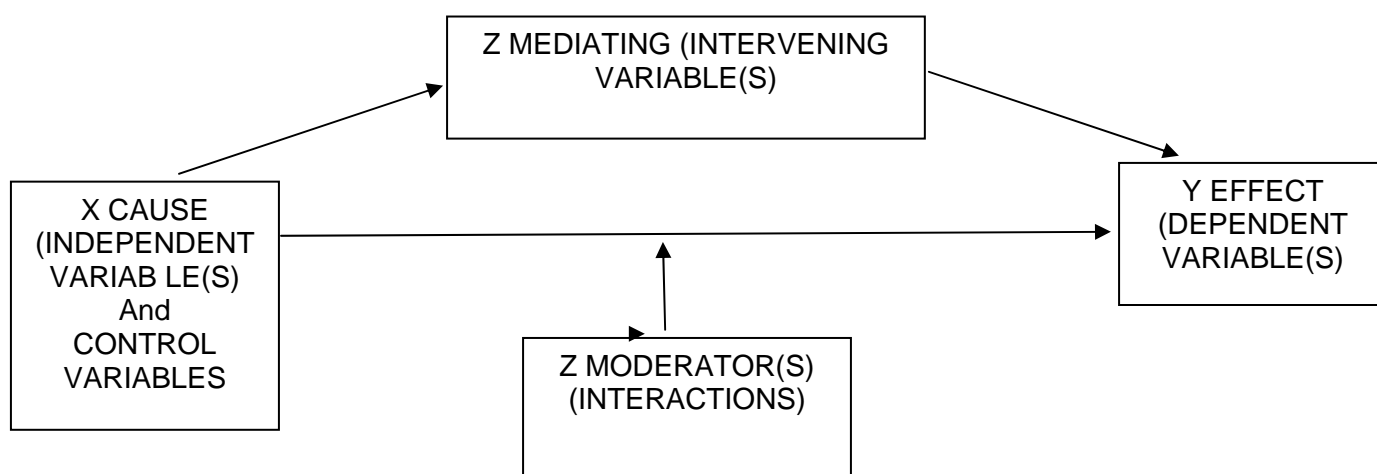 Z MEDIATING (INTERVENING
VARIABLE(S)
X CAUSE
(INDEPENDENT
VARIAB LE(S)
And
CONTROL
VARIABLES
Y EFFECT
(DEPENDENT
VARIABLE(S)
Z MODERATOR(S)
(INTERACTIONS)